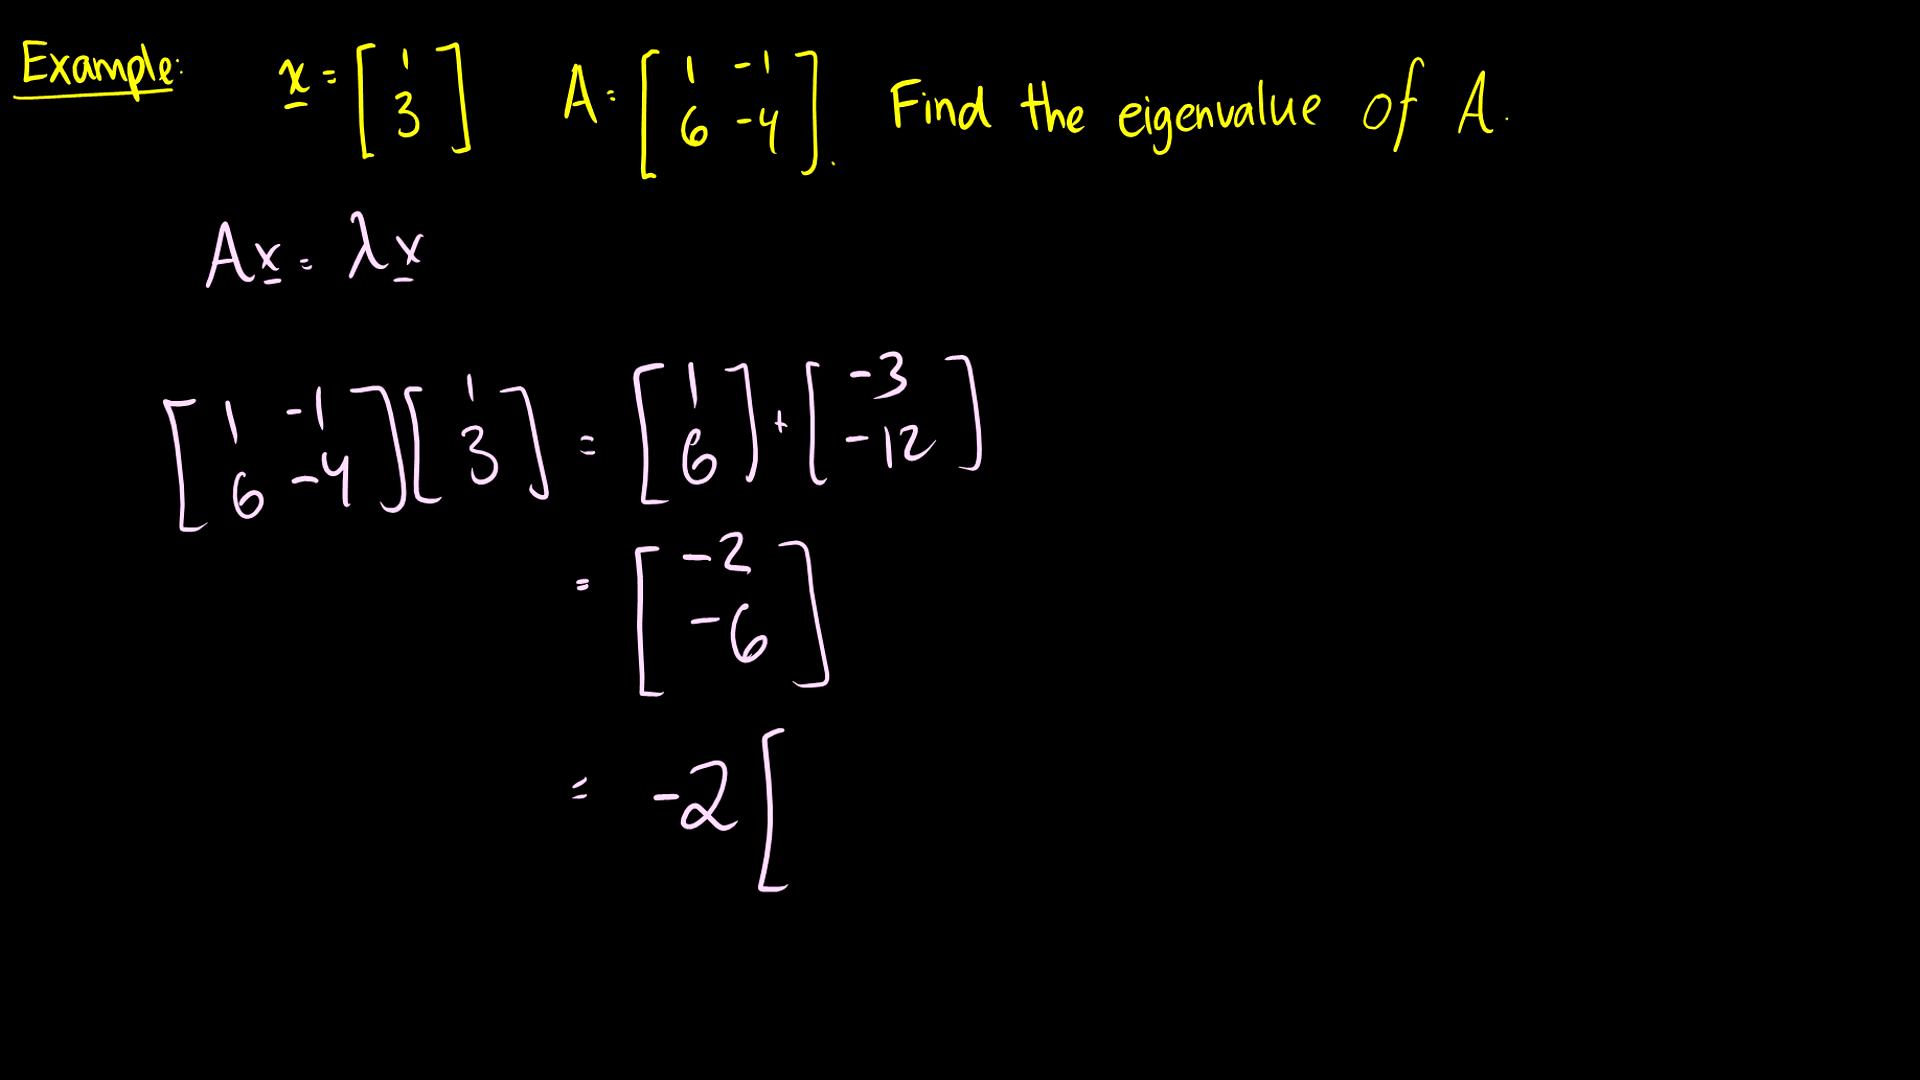 Example: x = [ 1 3 ] A = [ 1 -1 6 -4 ]. Find the eigenvalue of A.
Ax = λx
[ 1 -1 6 -4 ] [ 1 3 ] = [ 1 6 ] + [ -3 -12 ]
= [ -2 -6 ]
= -2 [